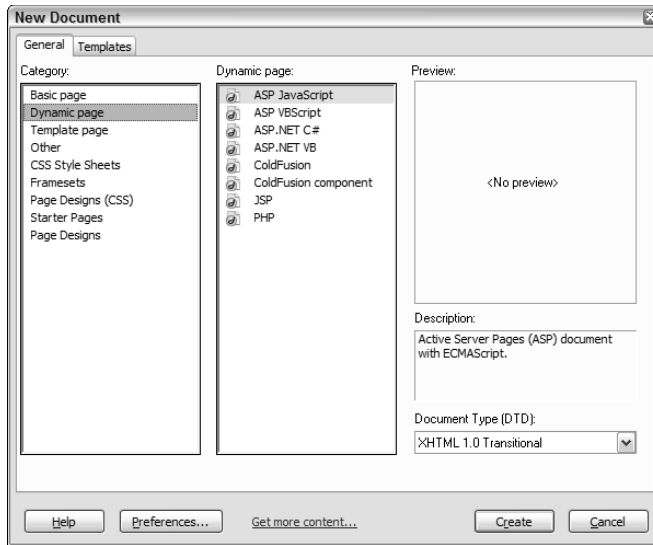 New Document
General
Templates
Category:
Basic page
Dynamic page
Template page
Other
CSS Style Sheets
Framesets
Page Designs (CSS)
Starter Pages
Page Designs
Dynamic page:
ASP JavaScript
ASP VBScript
ASP.NET C#
ASP.NET VB
ColdFusion
ColdFusion component
JSP
PHP
Preview:
<No preview>
Description:
Active Server Pages (ASP) document
with ECMAScript.
Document Type (DTD):
XHTML 1.0 Transitional
Help
Preferences...
Get more content...
Create
Cancel